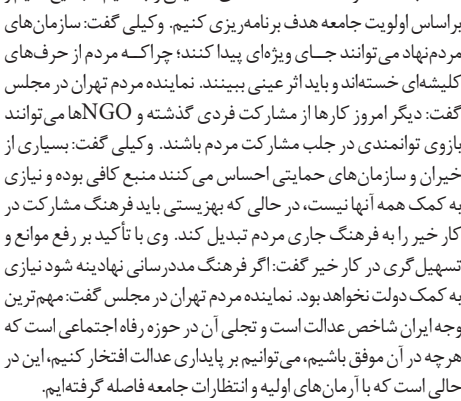 براساس اولویت جامعه هدف برنامه‌ریزی کنیم. وکیلی گفت: سازمان‌های
مردم‌نهاد می‌توانند جای ویژه‌ای پیدا کنند؛ چراکه مردم از حرف‌های
کلیشه‌ای خسته‌اند و باید اثر عینی ببینند. نماینده مردم تهران در مجلس
گفت: دیگر امروز کارها از مشارکت فردی گذشته و NGOها می‌توانند
بازوی توانمندی در جلب مشارکت مردم باشند. وکیلی گفت: بسیاری از
خیران و سازمان‌های حمایتی احساس می‌کنند منبع کافی بوده و نیازی
به کمک همه آنها نیست، در حالی که بهزیستی باید فرهنگ مشارکت در
کار خیر را به فرهنگ جاری مردم تبدیل کند. وی با تأکید بر رفع موانع و
تسهیل‌گری در کار خیر گفت: اگر فرهنگ مددرسانی نهادینه شود نیازی
به کمک دولت نخواهد بود. نماینده مردم تهران در مجلس گفت: مهم‌ترین
وجه ایران شاخص عدالت است و تجلی آن در حوزه رفاه اجتماعی است که
هرچه در آن موفق باشیم، می‌توانیم بر پایداری عدالت افتخار کنیم، این در
حالی است که با آرمان‌های اولیه و انتظارات جامعه فاصله گرفته‌ایم.